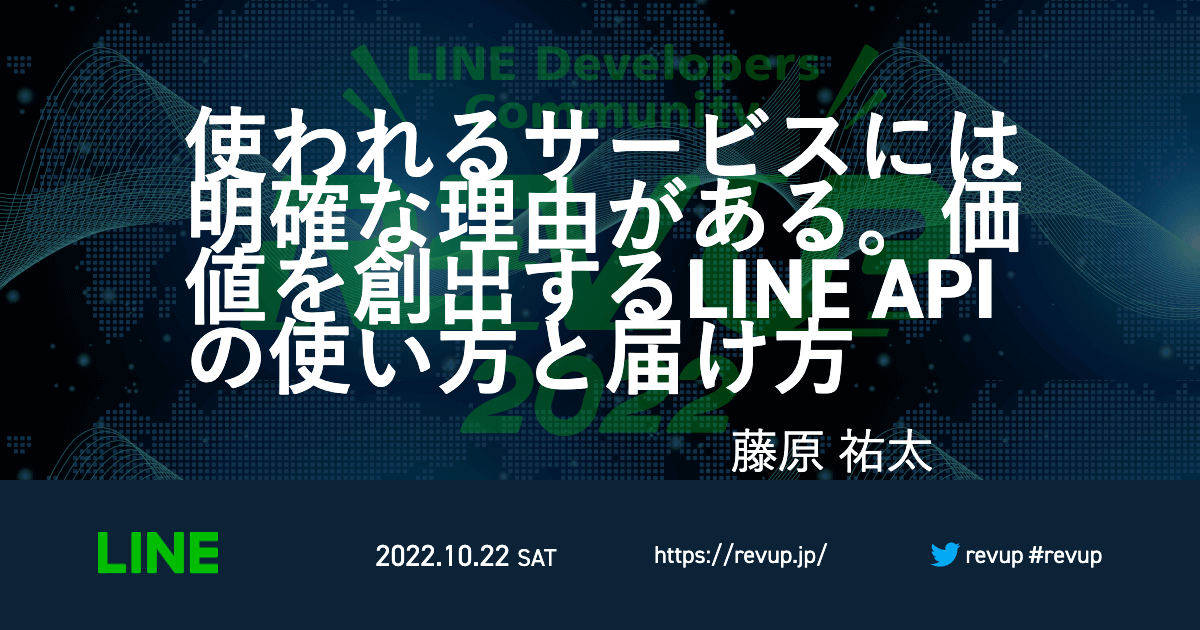 LINE Developers
Community
REV UP
2022
使われるサービスには
明確な理由がある。価
値を創出するLINE API
の使い方と届け方
藤原 祐太
LINE
2022.10.22 SAT
https://revup.jp/
revup #revup